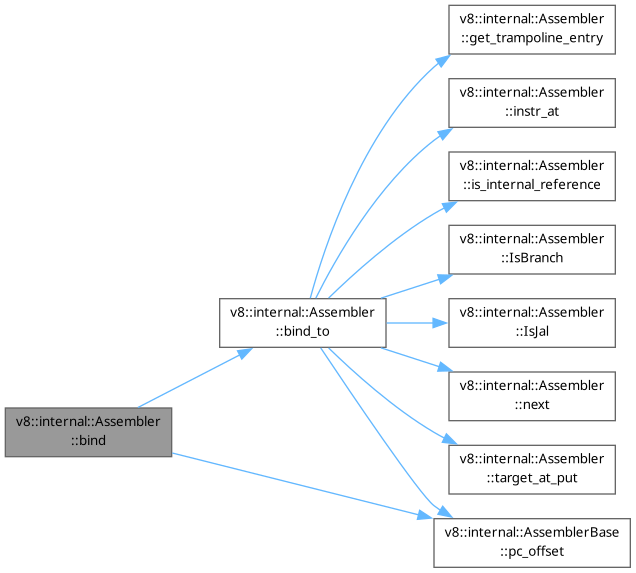 v8::internal::Assembler
::get_trampoline_entry
v8::internal::Assembler
::instr_at
v8::internal::Assembler
::is_internal_reference
v8::internal::Assembler
::IsBranch
v8::internal::Assembler
::bind_to
v8::internal::Assembler
::IsJal
v8::internal::Assembler
::next
v8::internal::Assembler
::bind
v8::internal::Assembler
::target_at_put
v8::internal::AssemblerBase
::pc_offset